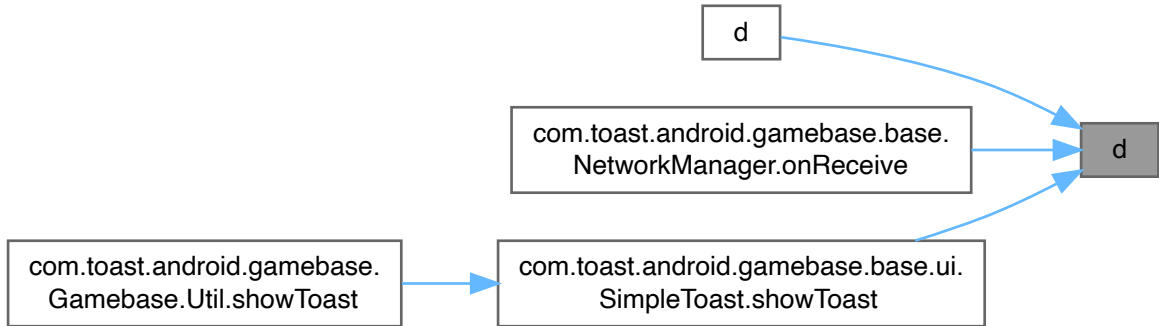 d
com.toast.android.gamebase.base.
NetworkManager.onReceive
d
com.toast.android.gamebase.
Gamebase.Util.showToast
com.toast.android.gamebase.base.ui.
SimpleToast.showToast